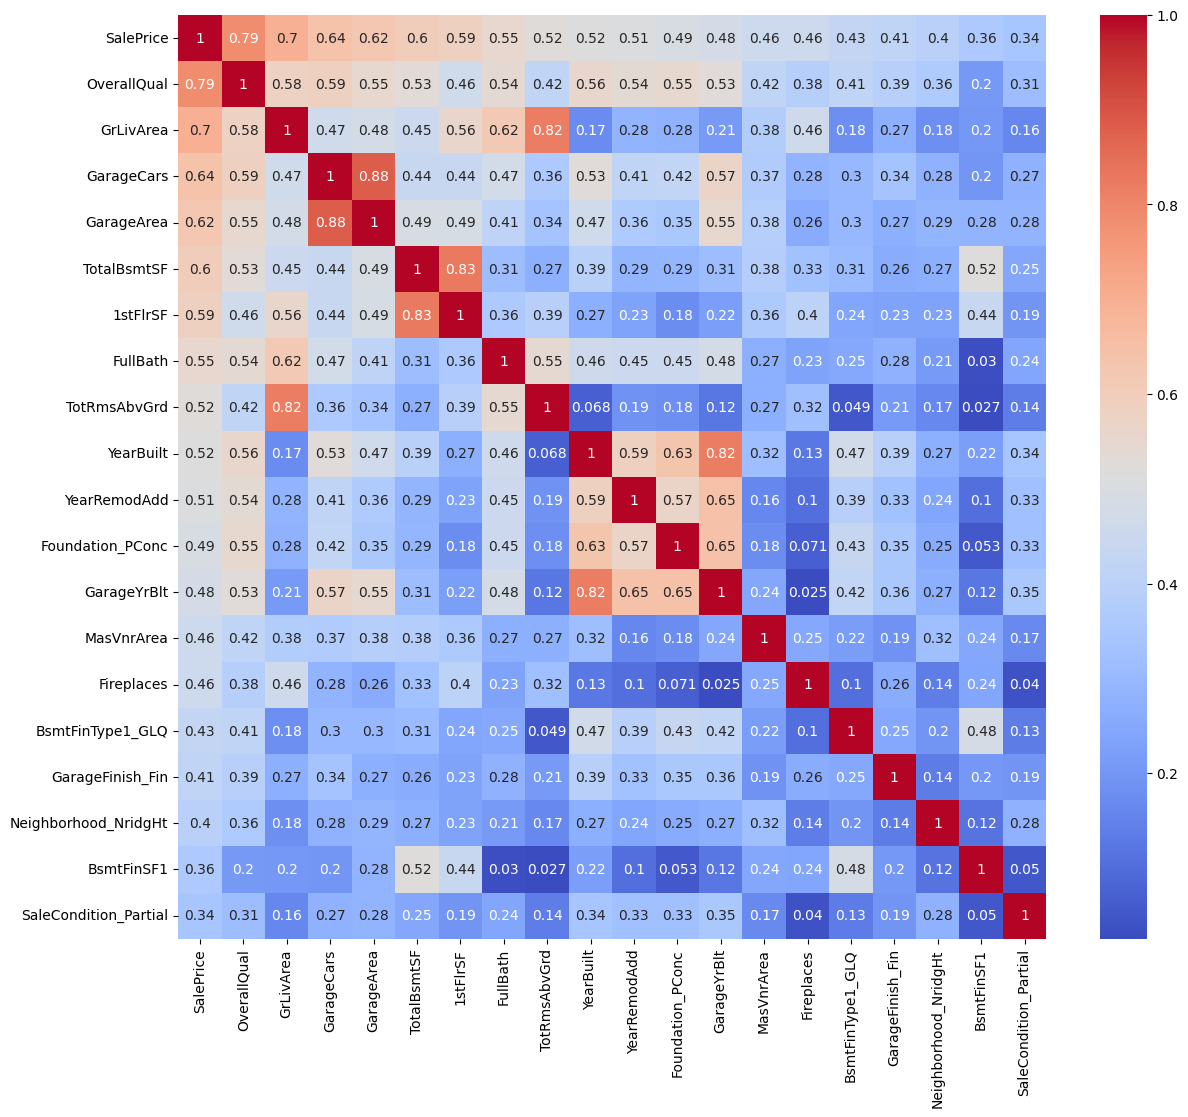 SalePrice 1 0.79 0.7 0.64 0.62 0.6 0.59 0.55 0.52 0.52 0.51 0.49 0.48 0.46 0.46 0.43 0.41 0.4 0.36 0.34 1.0
OverallQual 0.79 1 0.58 0.59 0.55 0.53 0.46 0.54 0.42 0.56 0.54 0.55 0.53 0.42 0.38 0.41 0.39 0.36 0.2 0.31
GrLivArea 0.7 0.58 1 0.47 0.48 0.45 0.56 0.62 0.82 0.17 0.28 0.28 0.21 0.38 0.46 0.18 0.27 0.18 0.2 0.16
GarageCars 0.64 0.59 0.47 1 0.88 0.44 0.44 0.47 0.36 0.53 0.41 0.42 0.57 0.37 0.28 0.3 0.34 0.28 0.2 0.27
0.8
GarageArea 0.62 0.55 0.48 0.88 1 0.49 0.49 0.41 0.34 0.47 0.36 0.35 0.55 0.38 0.26 0.3 0.27 0.29 0.28 0.28
TotalBsmtSF 0.6 0.53 0.45 0.44 0.49 1 0.83 0.31 0.27 0.39 0.29 0.29 0.31 0.38 0.33 0.31 0.26 0.27 0.52 0.25
1stFlrSF 0.59 0.46 0.56 0.44 0.49 0.83 1 0.36 0.39 0.27 0.23 0.18 0.22 0.36 0.4 0.24 0.23 0.23 0.44 0.19
FullBath 0.55 0.54 0.62 0.47 0.41 0.31 0.36 1 0.55 0.46 0.45 0.45 0.48 0.27 0.23 0.25 0.28 0.21 0.03 0.24
TotRmsAbvGrd 0.52 0.42 0.82 0.36 0.34 0.27 0.39 0.55 1 0.068 0.19 0.18 0.12 0.27 0.32 0.049 0.21 0.17 0.027 0.14
0.6
YearBuilt 0.52 0.56 0.17 0.53 0.47 0.39 0.27 0.46 0.068 1 0.59 0.63 0.82 0.32 0.13 0.47 0.39 0.27 0.22 0.34
YearRemodAdd 0.51 0.54 0.28 0.41 0.36 0.29 0.23 0.45 0.19 0.59 1 0.57 0.65 0.16 0.1 0.39 0.33 0.24 0.1 0.33
Foundation_PConc 0.49 0.55 0.28 0.42 0.35 0.29 0.18 0.45 0.18 0.63 0.57 1 0.65 0.18 0.071 0.43 0.35 0.25 0.053 0.33
GarageYrBlt 0.48 0.53 0.21 0.57 0.55 0.31 0.22 0.48 0.12 0.82 0.65 0.65 1 0.24 0.025 0.42 0.36 0.27 0.12 0.35
0.4
MasVnrArea 0.46 0.42 0.38 0.37 0.38 0.38 0.36 0.27 0.27 0.32 0.16 0.18 0.24 1 0.25 0.22 0.19 0.32 0.24 0.17
Fireplaces 0.46 0.38 0.46 0.28 0.26 0.33 0.4 0.23 0.32 0.13 0.1 0.071 0.025 0.25 1 0.1 0.26 0.14 0.24 0.04
BsmtFinType1_GLQ 0.43 0.41 0.18 0.3 0.3 0.31 0.24 0.25 0.049 0.47 0.39 0.43 0.42 0.22 0.1 1 0.25 0.2 0.48 0.13
GarageFinish_Fin 0.41 0.39 0.27 0.34 0.27 0.26 0.23 0.28 0.21 0.39 0.33 0.35 0.36 0.19 0.26 0.25 1 0.14 0.2 0.19
0.2
Neighborhood_NridgHt 0.4 0.36 0.18 0.28 0.29 0.27 0.23 0.21 0.17 0.27 0.24 0.25 0.27 0.32 0.14 0.2 0.14 1 0.12 0.28
BsmtFinSF1 0.36 0.2 0.2 0.2 0.28 0.52 0.44 0.03 0.027 0.22 0.1 0.053 0.12 0.24 0.24 0.48 0.2 0.12 1 0.05
SaleCondition_Partial 0.34 0.31 0.16 0.27 0.28 0.25 0.19 0.24 0.14 0.34 0.33 0.33 0.35 0.17 0.04 0.13 0.19 0.28 0.05 1
SalePrice
OverallQual
GrLivArea
GarageCars
GarageArea
TotalBsmtSF
1stFlrSF
FullBath
TotRmsAbvGrd
YearBuilt
YearRemodAdd
Foundation_PConc
GarageYrBlt
MasVnrArea
Fireplaces
BsmtFinType1_GLQ
GarageFinish_Fin
Neighborhood_NridgHt
BsmtFinSF1
SaleCondition_Partial